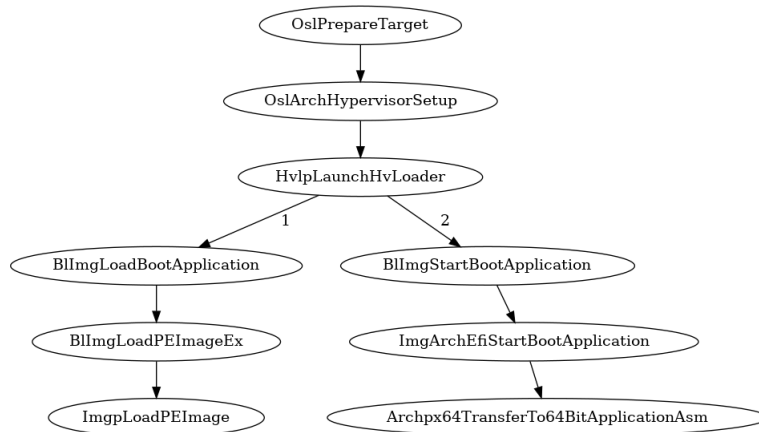 OslPrepareTarget
OslArchHypervisorSetup
HvlpLaunchHvLoader
1 2
BlImgLoadBootApplication BlImgStartBootApplication
BlImgLoadPEImageEx ImgArchEfiStartBootApplication
ImgpLoadPEImage Archpx64TransferTo64BitApplicationAsm